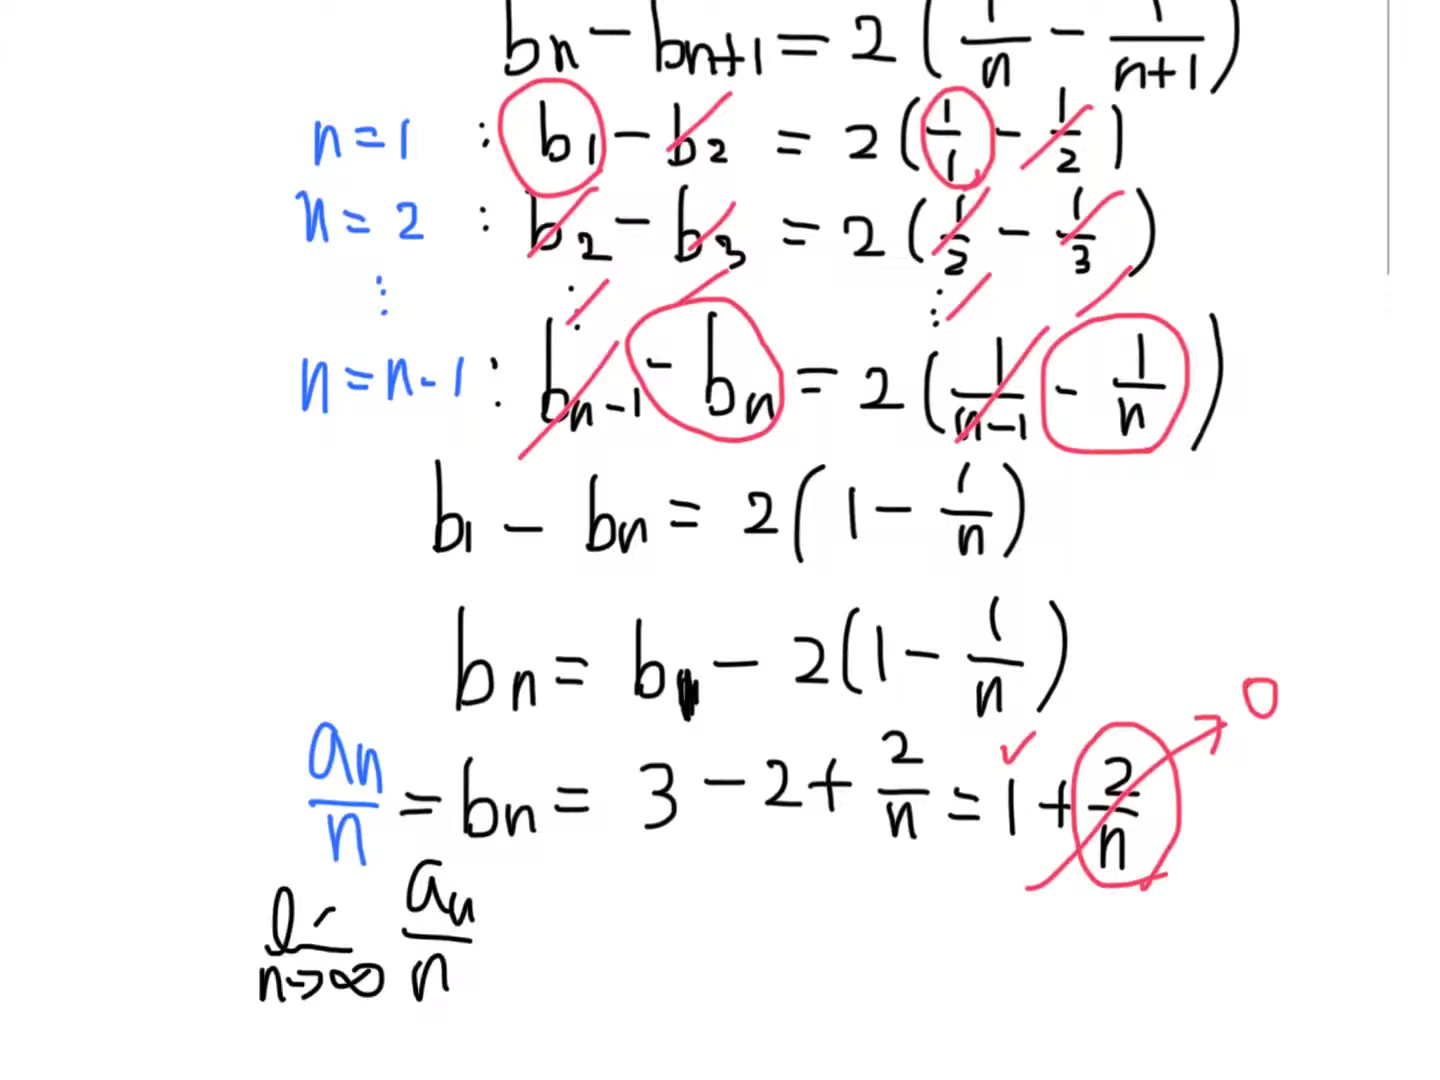 bn - bn+1 = 2 ( 1/n - 1/n+1 )
n=1 : b1 - b2 = 2 ( 1/1 - 1/2 )
n=2 : b2 - b3 = 2 ( 1/2 - 1/3 )
⋮ ⋮ ⋮
n=n-1 : bn-1 - bn = 2 ( 1/n-1 - 1/n )
b1 - bn = 2 ( 1 - 1/n )
bn = b1 - 2 ( 1 - 1/n )
0
an/n = bn = 3 - 2 + 2/n = 1 + 2/n
lim n→∞ an/n